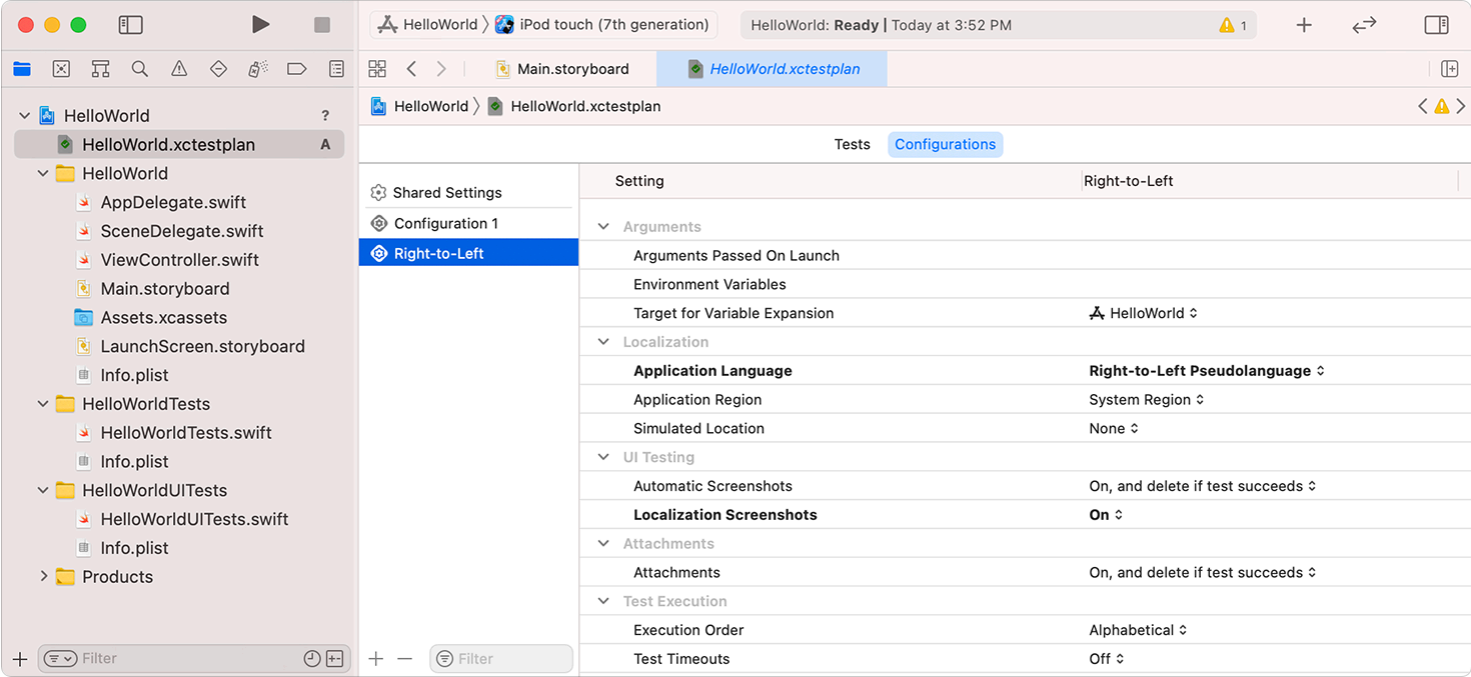 HelloWorld
iPod touch (7th generation)
HelloWorld: Ready | Today at 3:52 PM
1
Main.storyboard
HelloWorld.xctestplan
HelloWorld
HelloWorld.xctestplan
HelloWorld
?
HelloWorld.xctestplan
A
HelloWorld
AppDelegate.swift
SceneDelegate.swift
ViewController.swift
Main.storyboard
Assets.xcassets
LaunchScreen.storyboard
Info.plist
HelloWorldTests
HelloWorldTests.swift
Info.plist
HelloWorldUITests
HelloWorldUITests.swift
Info.plist
Products
Filter
Tests
Configurations
Shared Settings
Configuration 1
Right-to-Left
Filter
Setting
Right-to-Left
Arguments
Arguments Passed On Launch
Environment Variables
Target for Variable Expansion
HelloWorld
Localization
Application Language
Right-to-Left Pseudolanguage
Application Region
System Region
Simulated Location
None
UI Testing
Automatic Screenshots
On, and delete if test succeeds
Localization Screenshots
On
Attachments
Attachments
On, and delete if test succeeds
Test Execution
Execution Order
Alphabetical
Test Timeouts
Off